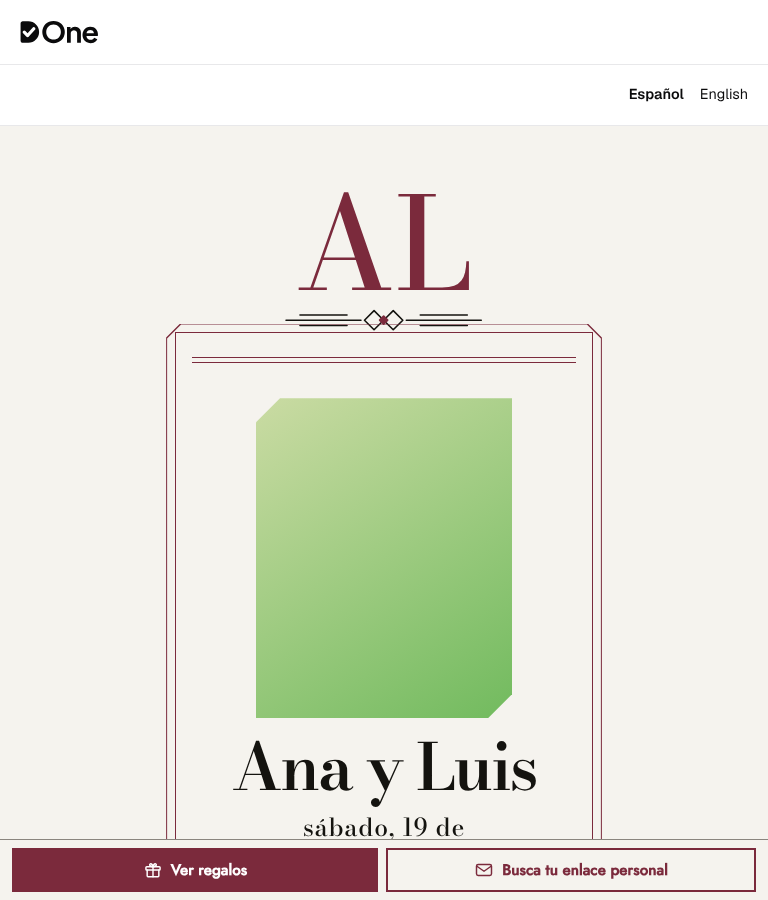 One
Español English
AL
Ana y Luis
sábado, 19 de
Ver regalos
Busca tu enlace personal